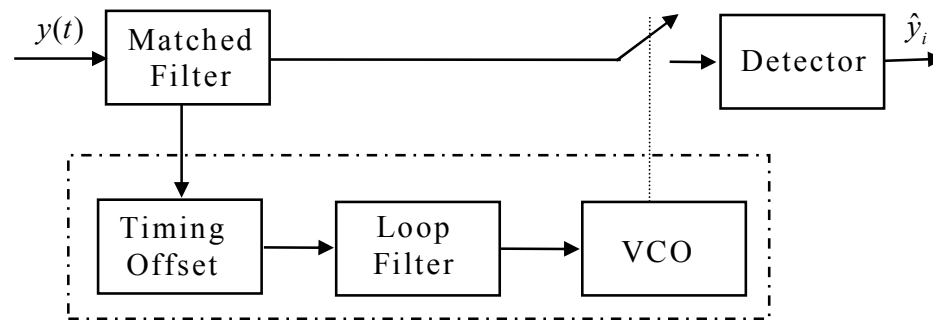 y(t)
Matched
Filter
Detector
ŷᵢ
Timing
Offset
Loop
Filter
VCO